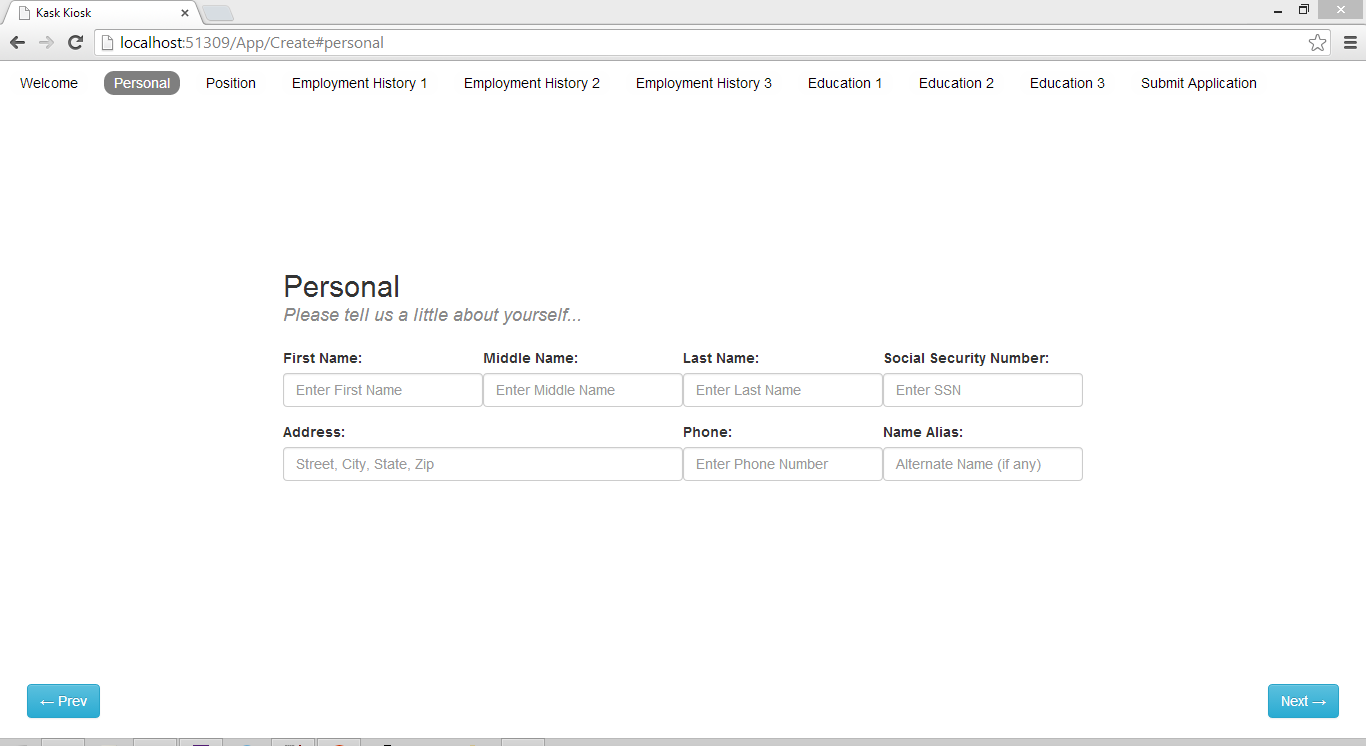 Kask Kiosk
localhost:51309/App/Create#personal
Welcome Personal Position Employment History 1 Employment History 2 Employment History 3 Education 1 Education 2 Education 3 Submit Application
Personal
Please tell us a little about yourself...
First Name: Middle Name: Last Name: Social Security Number:
Enter First Name Enter Middle Name Enter Last Name Enter SSN
Address: Phone: Name Alias:
Street, City, State, Zip Enter Phone Number Alternate Name (if any)
← Prev Next →